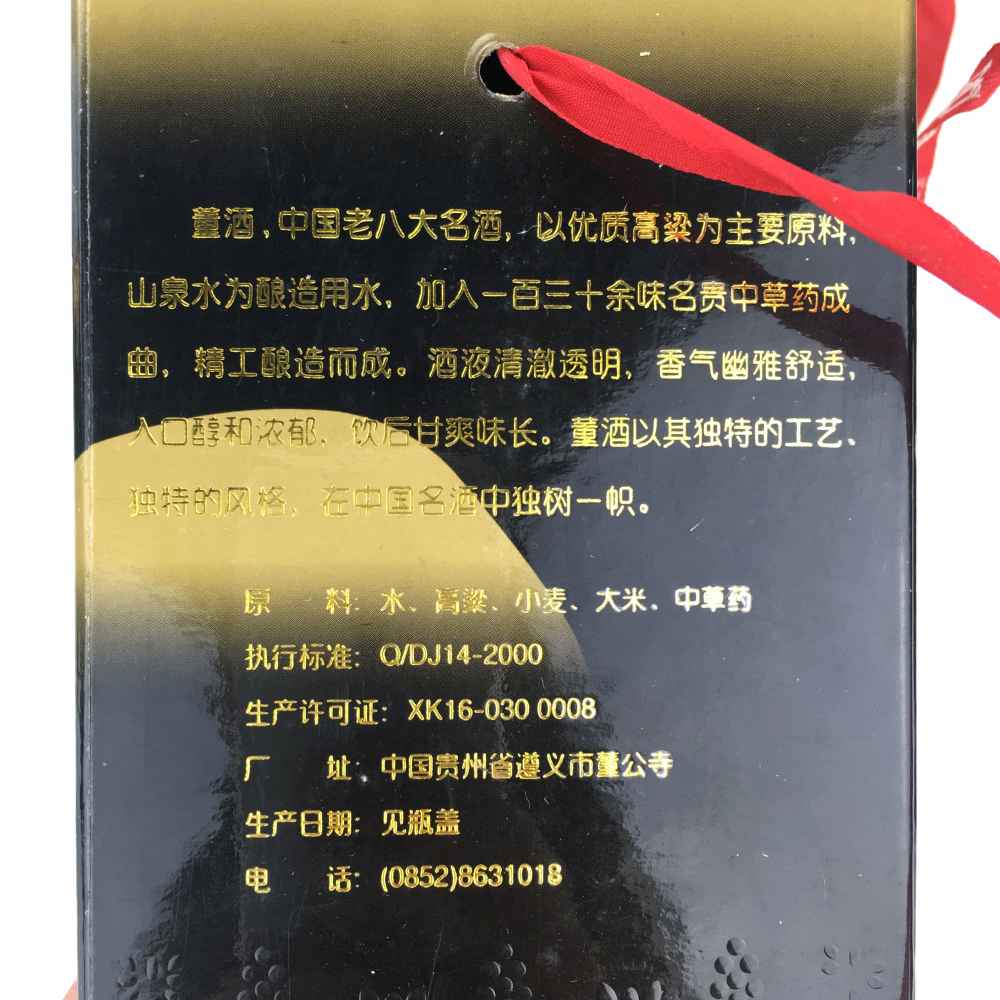 董酒,中国老八大名酒，以优质高粱为主要原料，
山泉水为酿造用水，加入一百三十余味名贵中草药成
曲，精工酿造而成。酒液清澈透明，香气幽雅舒适，
入口醇和浓郁，饮后甘爽味长。董酒以其独特的工艺、
独特的风格，在中国名酒中独树一帜。
原　　料：水、高粱、小麦、大米、中草药
执行标准：Q/DJ14-2000
生产许可证：XK16-030 0008
厂　　址：中国贵州省遵义市董公寺
生产日期：见瓶盖
电　　话：(0852)8631018